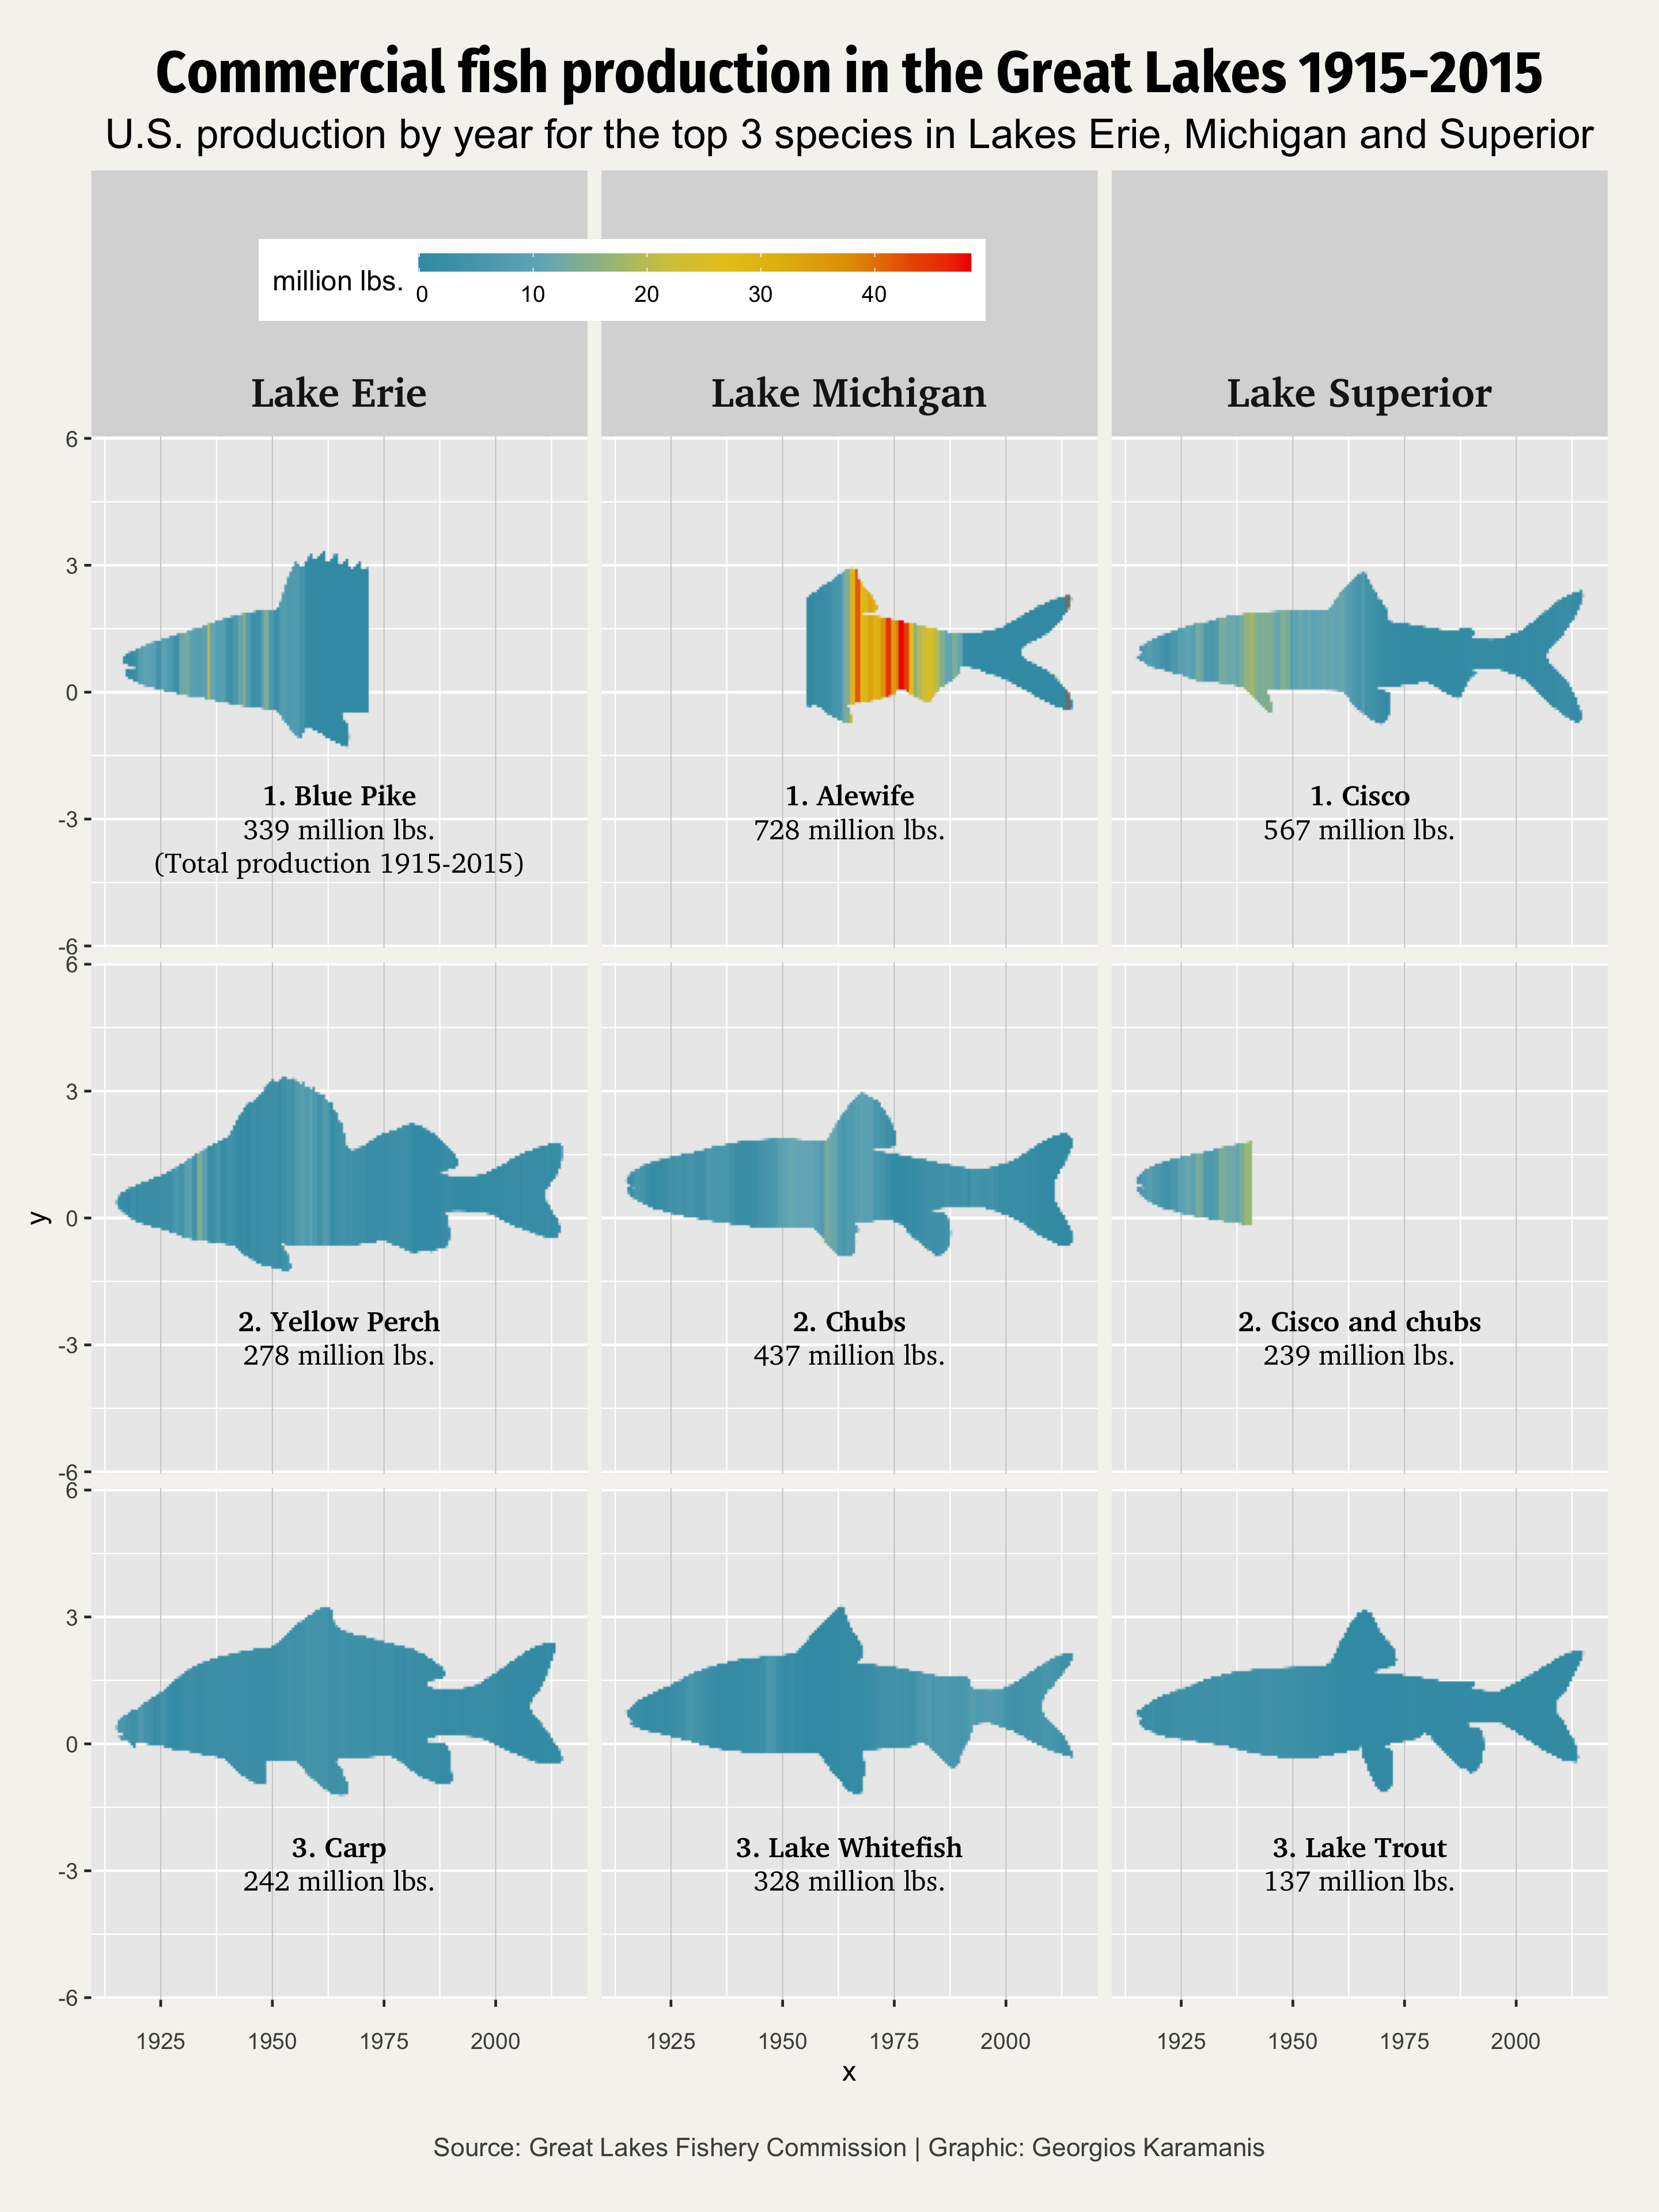 Commercial fish production in the Great Lakes 1915-2015
U.S. production by year for the top 3 species in Lakes Erie, Michigan and Superior
million lbs.
0 10 20 30 40
Lake Erie Lake Michigan Lake Superior
6
3
0
-3
-6
1. Blue Pike
339 million lbs.
(Total production 1915-2015)
1. Alewife
728 million lbs.
1. Cisco
567 million lbs.
6
3
0
-3
-6
y
2. Yellow Perch
278 million lbs.
2. Chubs
437 million lbs.
2. Cisco and chubs
239 million lbs.
6
3
0
-3
-6
3. Carp
242 million lbs.
3. Lake Whitefish
328 million lbs.
3. Lake Trout
137 million lbs.
1925 1950 1975 2000 1925 1950 1975 2000 1925 1950 1975 2000
x
Source: Great Lakes Fishery Commission | Graphic: Georgios Karamanis